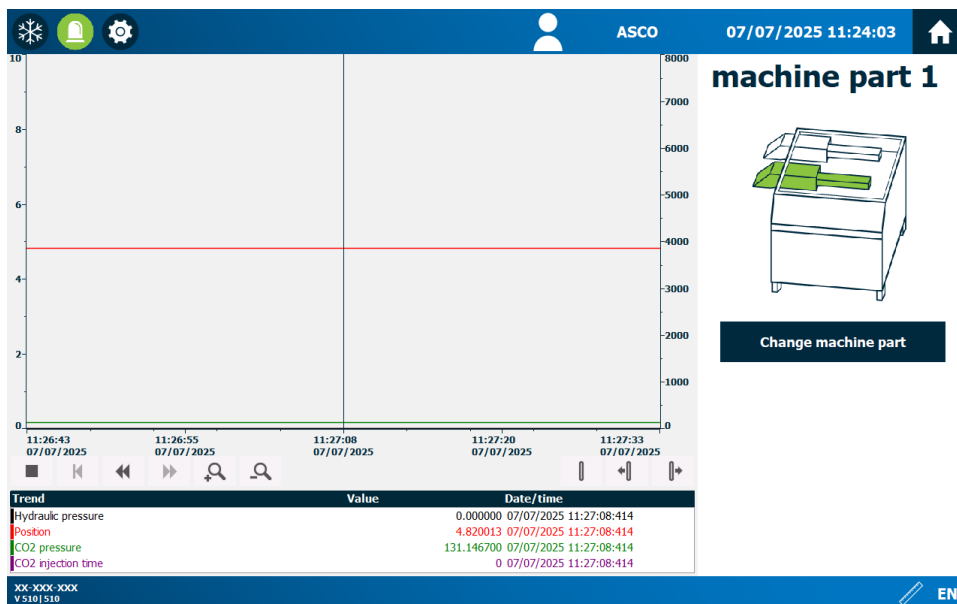 ASCO 07/07/2025 11:24:03
machine part 1
10 8000
7000
8
6000
6 5000
4000
4
3000
2 2000
1000
0 0
11:26:43 11:26:55 11:27:08 11:27:20 11:27:33
07/07/2025 07/07/2025 07/07/2025 07/07/2025 07/07/2025
Change machine part
Trend Value Date/time
Hydraulic pressure 0.000000 07/07/2025 11:27:08:414
Position 4.820013 07/07/2025 11:27:08:414
CO2 pressure 131.146700 07/07/2025 11:27:08:414
CO2 injection time 0 07/07/2025 11:27:08:414
XX-XXX-XXX
V 510 | 510
EN